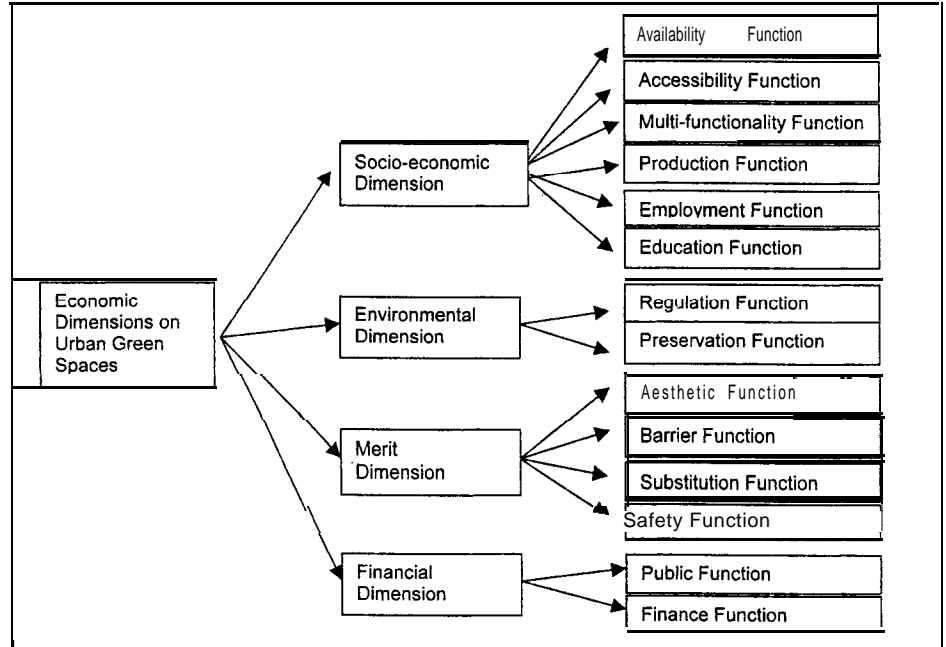 Economic
Dimensions on
Urban Green
Spaces
Socio-economic
Dimension
Availability Function
Accessibility Function
Multi-functionality Function
Production Function
Employment Function
Education Function
Environmental
Dimension
Regulation Function
Preservation Function
Merit
Dimension
Aesthetic Function
Barrier Function
Substitution Function
Safety Function
Financial
Dimension
Public Function
Finance Function